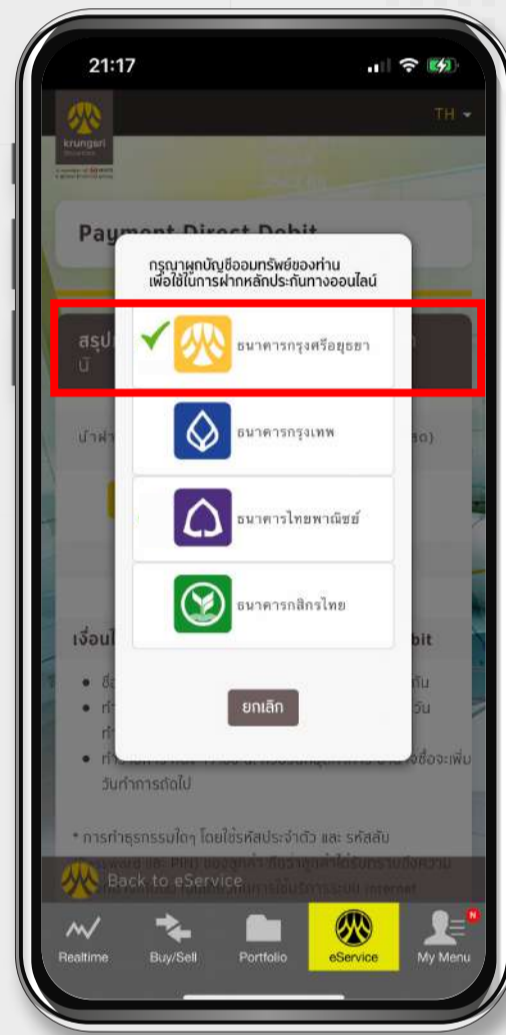 21:17
krungsri
TH
Payment Direct Debit
กรุณาผูกบัญชีออมทรัพย์ของท่าน
เพื่อใช้ในการฝากหลักประกันทางออนไลน์
ธนาคารกรุงศรีอยุธยา
ธนาคารกรุงเทพ
ธนาคารไทยพาณิชย์
ธนาคารกสิกรไทย
ยกเลิก
วันทำการถัดไป
* การทำธุรกรรมใดๆ โดยใช้รหัสประจำตัว และ รหัสลับ
Back to eService
Realtime
Buy/Sell
Portfolio
eService
My Menu
N